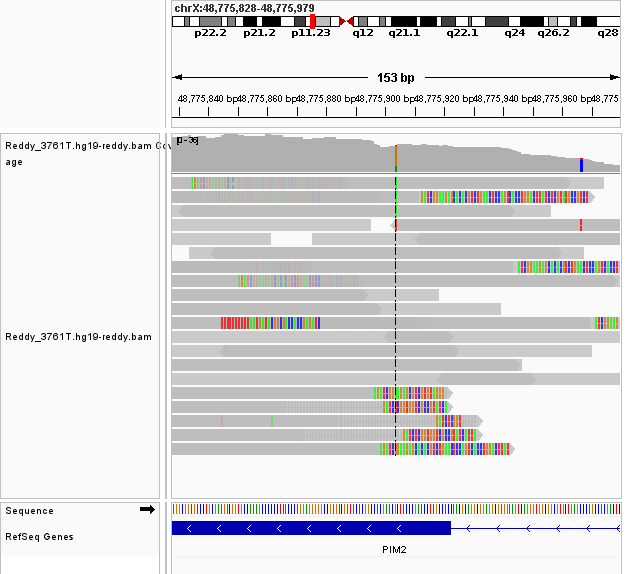 chrX:48,775,828-48,775,979
p22.2 p21.2 p11.23 q12 q21.1 q22.1 q24 q26.2 q28
153 bp
48,775,840 bp 48,775,860 bp 48,775,880 bp 48,775,900 bp 48,775,920 bp 48,775,940 bp 48,775,960 bp 48,775
Reddy_3761T.hg19-reddy.bam Cov
age
Reddy_3761T.hg19-reddy.bam
Sequence
RefSeq Genes
PIM2